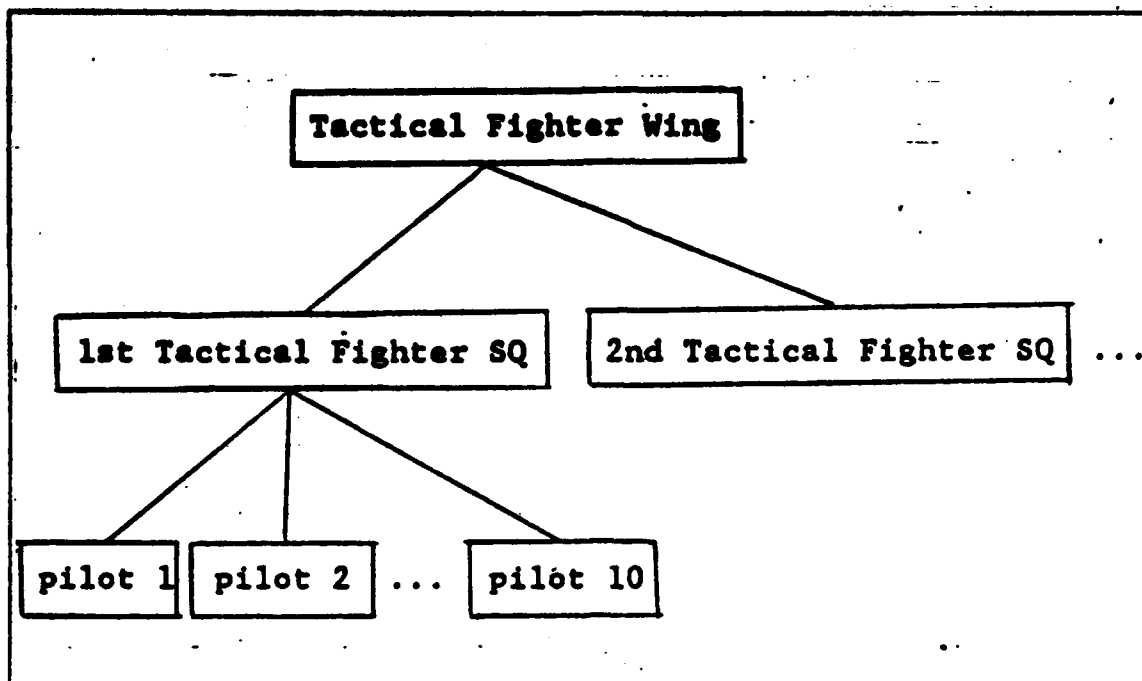 Tactical Fighter Wing
1st Tactical Fighter SQ
2nd Tactical Fighter SQ ...
pilot 1
pilot 2 ...
pilot 10